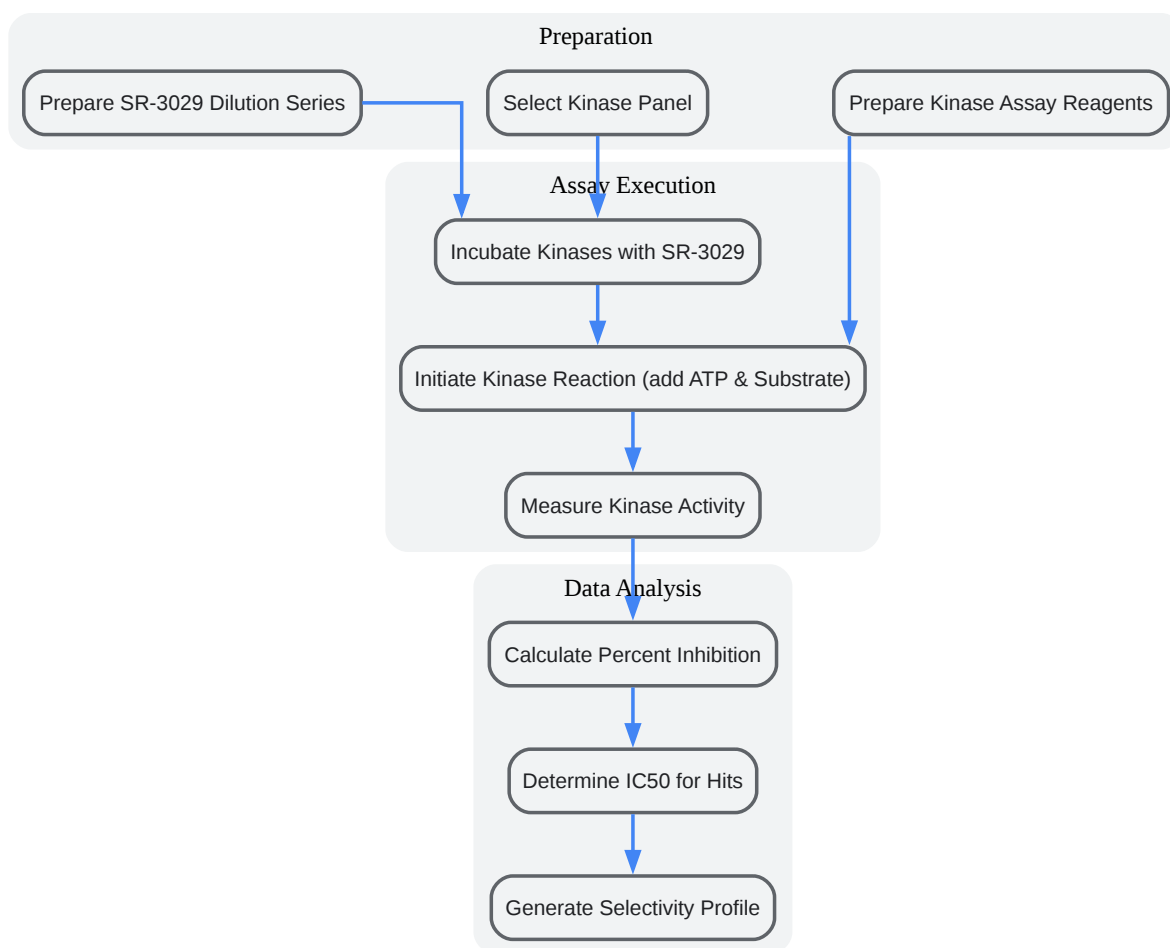 Preparation
Prepare SR-3029 Dilution Series
Select Kinase Panel
Prepare Kinase Assay Reagents
Assay Execution
Incubate Kinases with SR-3029
Initiate Kinase Reaction (add ATP & Substrate)
Measure Kinase Activity
Data Analysis
Calculate Percent Inhibition
Determine IC50 for Hits
Generate Selectivity Profile